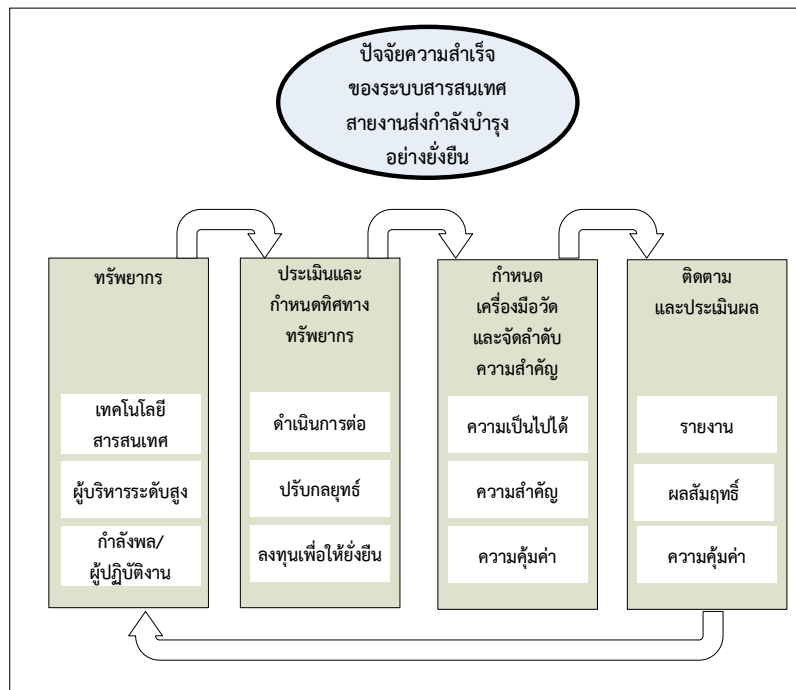 ปัจจัยความสำเร็จ
ของระบบสารสนเทศ
สายงานส่งกำลังบำรุง
อย่างยั่งยืน
ทรัพยากร
เทคโนโลยี
สารสนเทศ
ผู้บริหารระดับสูง
กำลังพล/
ผู้ปฏิบัติงาน
ประเมินและ
กำหนดทิศทาง
ทรัพยากร
ดำเนินการต่อ
ปรับกลยุทธ์
ลงทุนเพื่อให้ยั่งยืน
กำหนด
เครื่องมือวัด
และจัดลำดับ
ความสำคัญ
ความเป็นไปได้
ความสำคัญ
ความคุ้มค่า
ติดตาม
และประเมินผล
รายงาน
ผลสัมฤทธิ์
ความคุ้มค่า